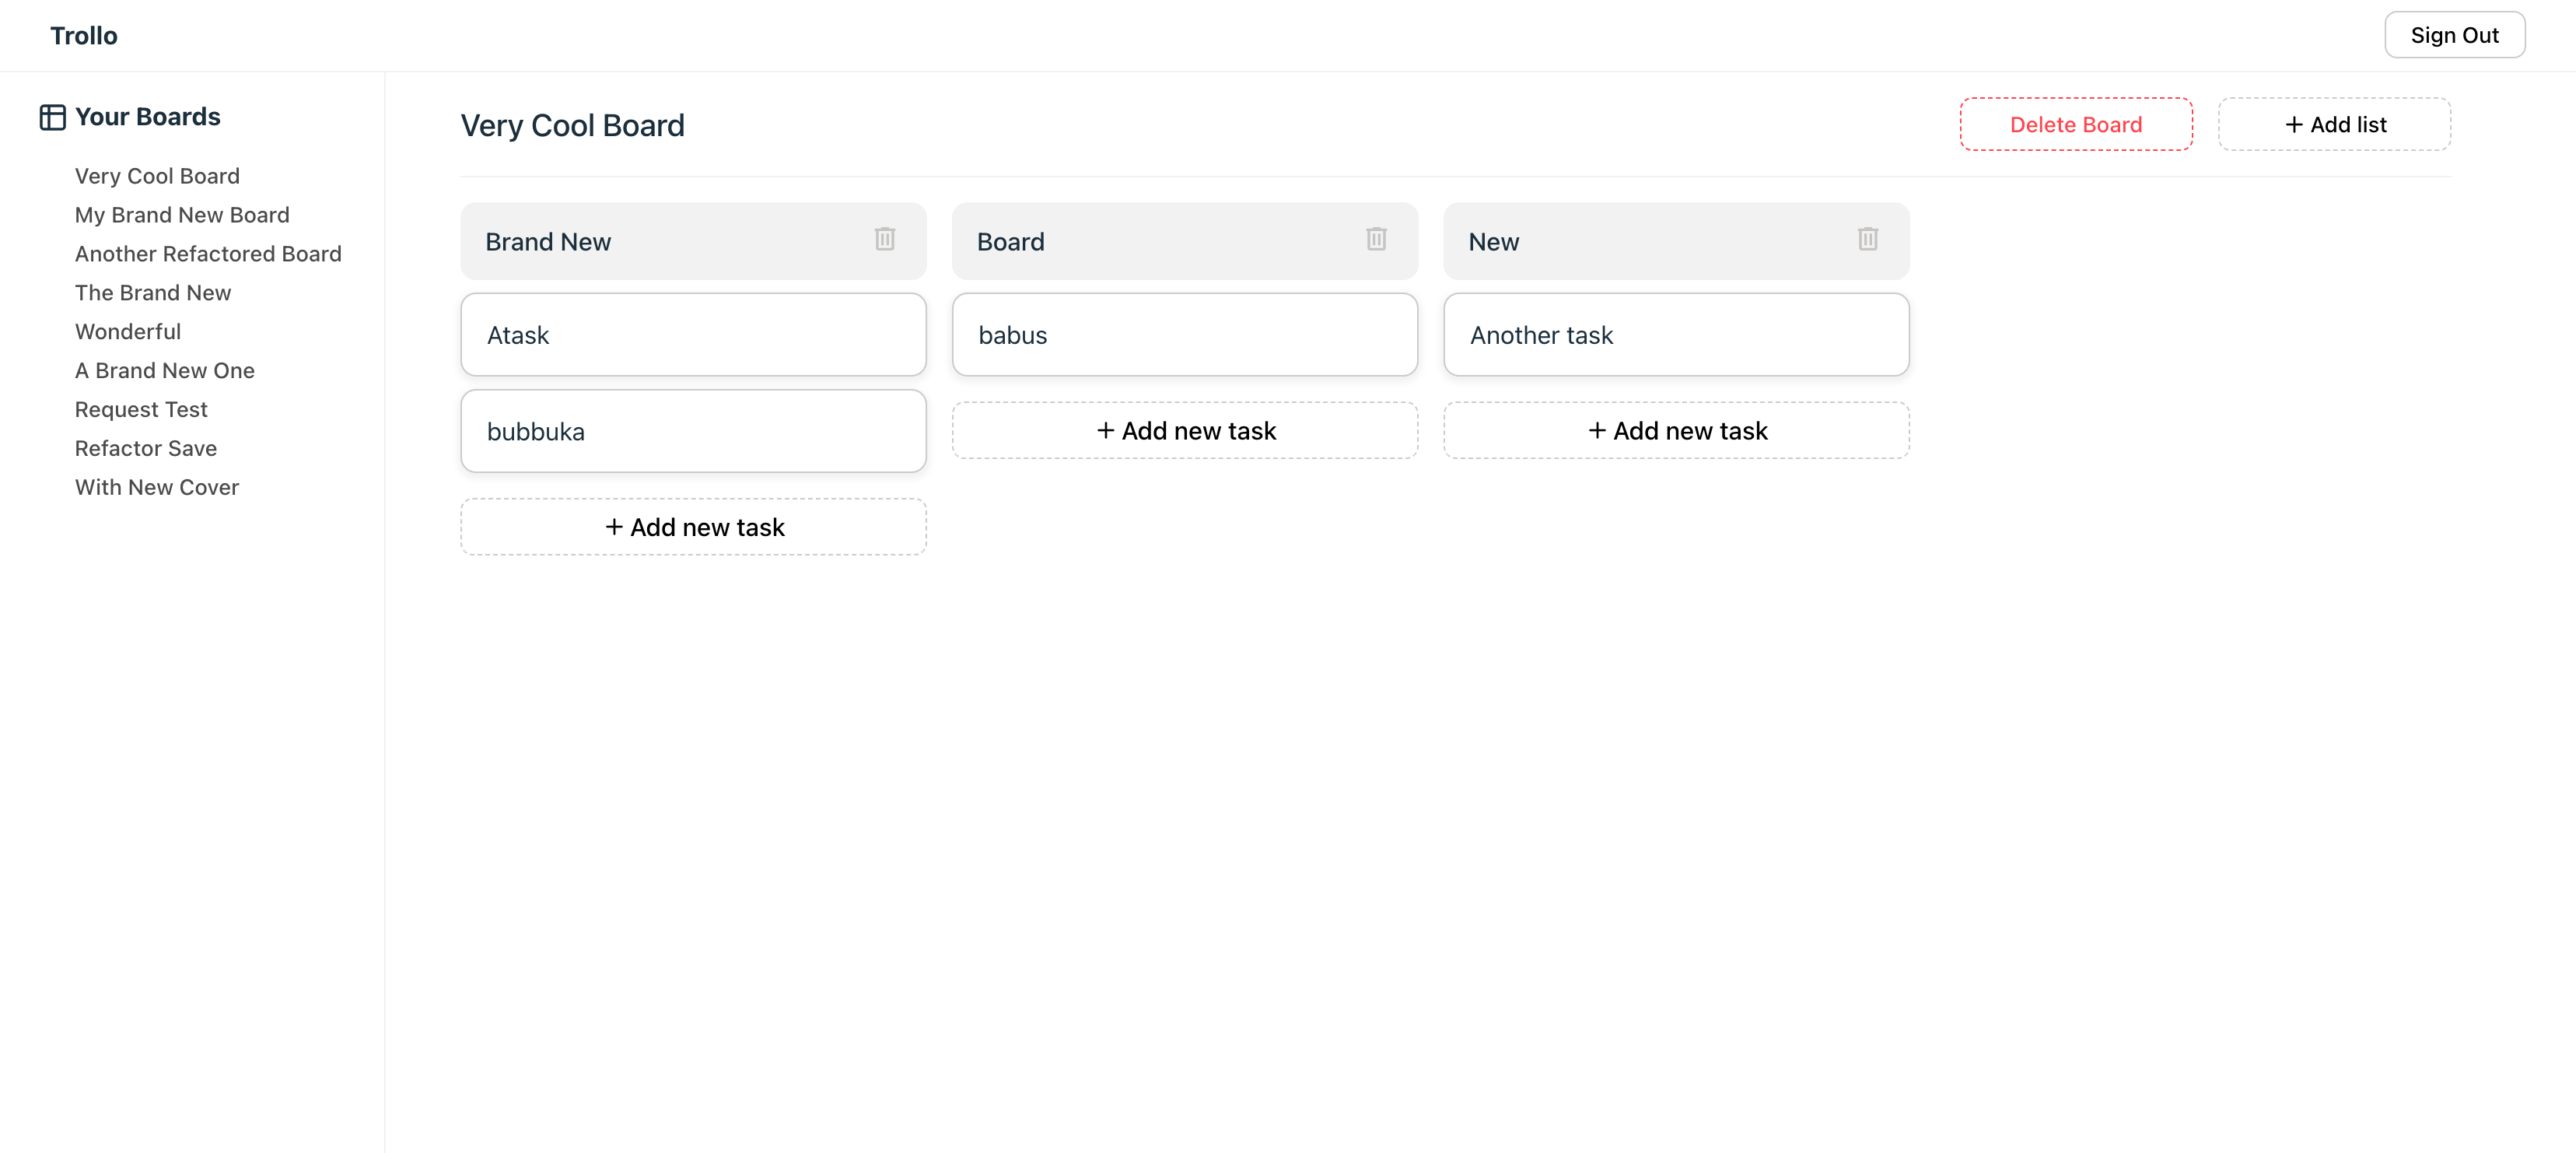 Trollo
Sign Out
Your Boards
Very Cool Board
My Brand New Board
Another Refactored Board
The Brand New
Wonderful
A Brand New One
Request Test
Refactor Save
With New Cover
Very Cool Board
Delete Board
+ Add list
Brand New
Atask
bubbuka
+ Add new task
Board
babus
+ Add new task
New
Another task
+ Add new task